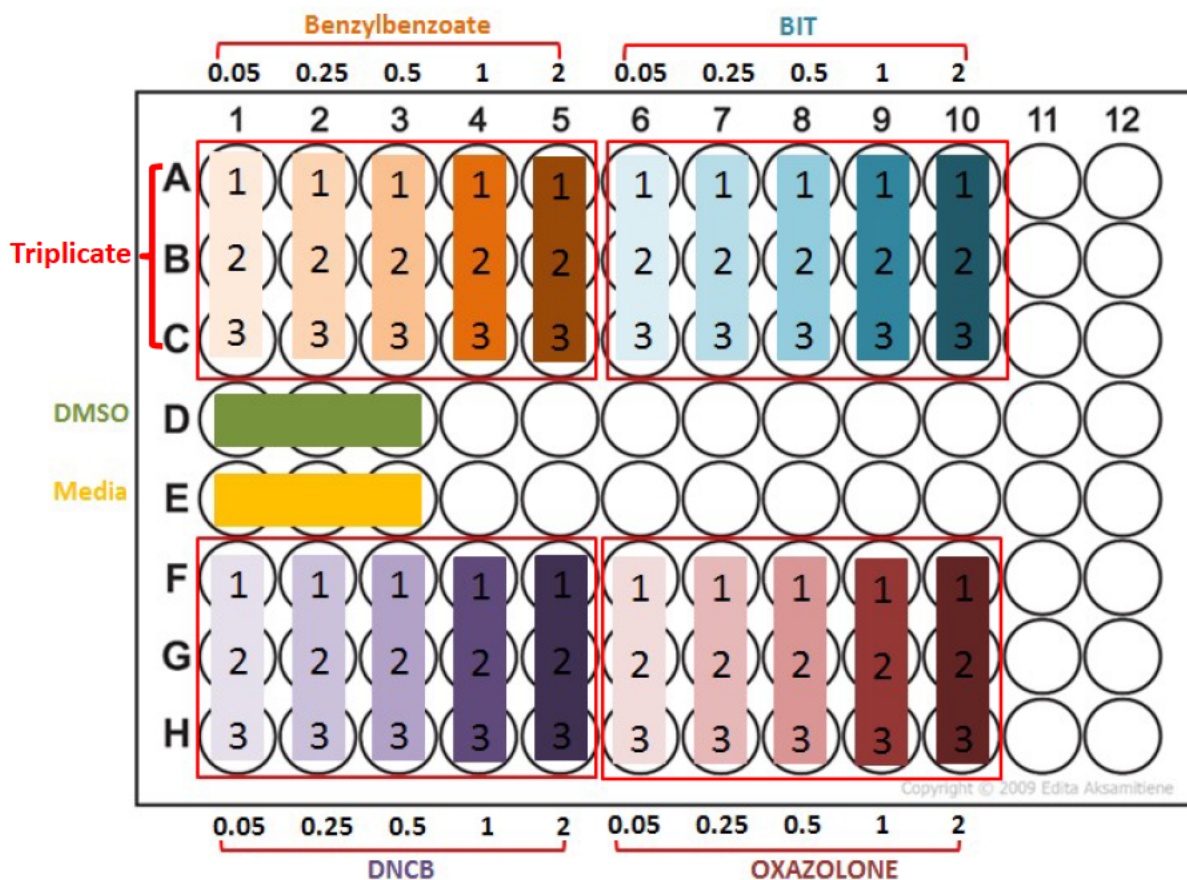 Benzylbenzoate BIT
0.05 0.25 0.5 1 2 0.05 0.25 0.5 1 2
1 2 3 4 5 6 7 8 9 10 11 12
A 1 1 1 1 1 1 1 1 1 1
Triplicate B 2 2 2 2 2 2 2 2 2 2
C 3 3 3 3 3 3 3 3 3 3
DMSO D
Media E
F 1 1 1 1 1 1 1 1 1 1
G 2 2 2 2 2 2 2 2 2 2
H 3 3 3 3 3 3 3 3 3 3
Copyright © 2009 Edita Aksamitiene
0.05 0.25 0.5 1 2 0.05 0.25 0.5 1 2
DNCB OXAZOLONE